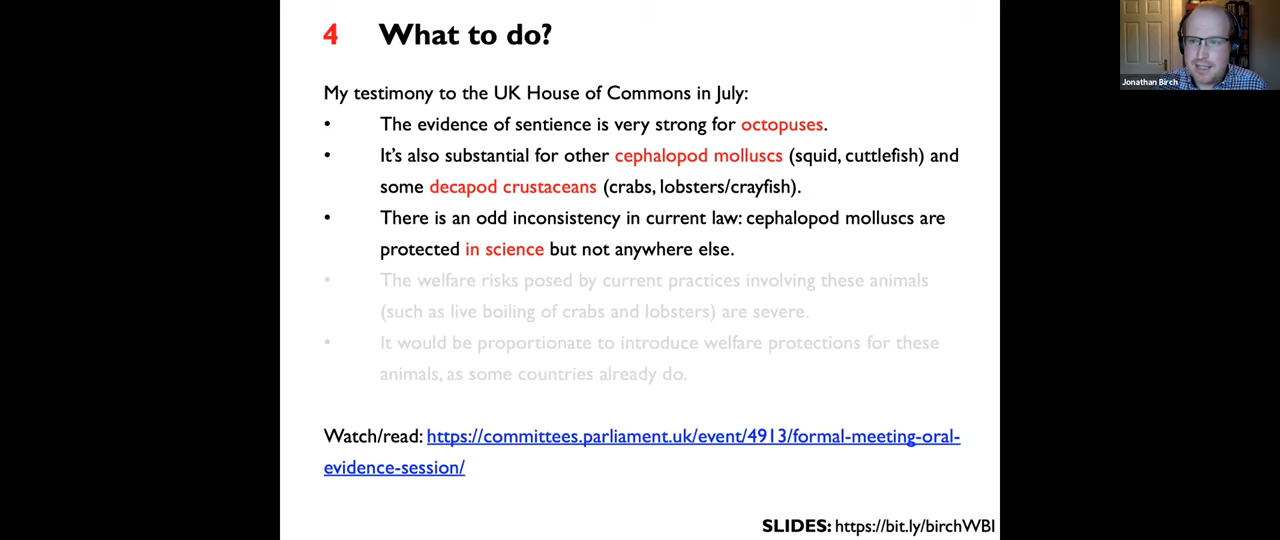 4 What to do?
Jonathan Birch
My testimony to the UK House of Commons in July:
• The evidence of sentience is very strong for octopuses.
• It's also substantial for other cephalopod molluscs (squid, cuttlefish) and
some decapod crustaceans (crabs, lobsters/crayfish).
• There is an odd inconsistency in current law: cephalopod molluscs are
protected in science but not anywhere else.
• The welfare risks posed by current practices involving these animals
(such as live boiling of crabs and lobsters) are severe.
• It would be proportionate to introduce welfare protections for these
animals, as some countries already do.
Watch/read: https://committees.parliament.uk/event/4913/formal-meeting-oral-
evidence-session/
SLIDES: https://bit.ly/birchWBI